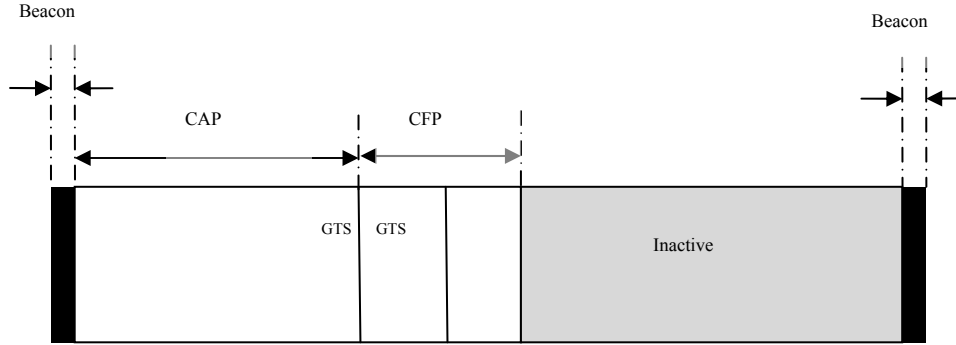 Beacon
Beacon
CAP
CFP
GTS
GTS
Inactive